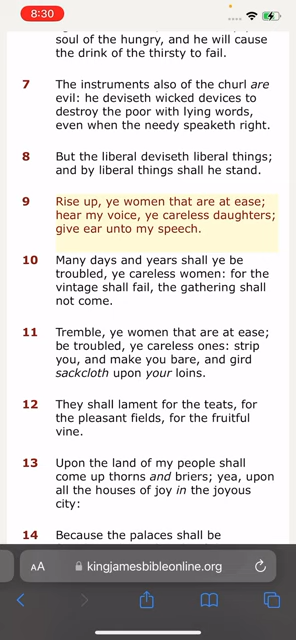 8:30
soul of the hungry, and he will cause
the drink of the thirsty to fail.
7 The instruments also of the churl are
evil: he deviseth wicked devices to
destroy the poor with lying words,
even when the needy speaketh right.
8 But the liberal deviseth liberal things;
and by liberal things shall he stand.
9 Rise up, ye women that are at ease;
hear my voice, ye careless daughters;
give ear unto my speech.
10 Many days and years shall ye be
troubled, ye careless women: for the
vintage shall fail, the gathering shall
not come.
11 Tremble, ye women that are at ease;
be troubled, ye careless ones: strip
you, and make you bare, and gird
sackcloth upon your loins.
12 They shall lament for the teats, for
the pleasant fields, for the fruitful
vine.
13 Upon the land of my people shall
come up thorns and briers; yea, upon
all the houses of joy in the joyous
city:
14 Because the palaces shall be
AA kingjamesbibleonline.org